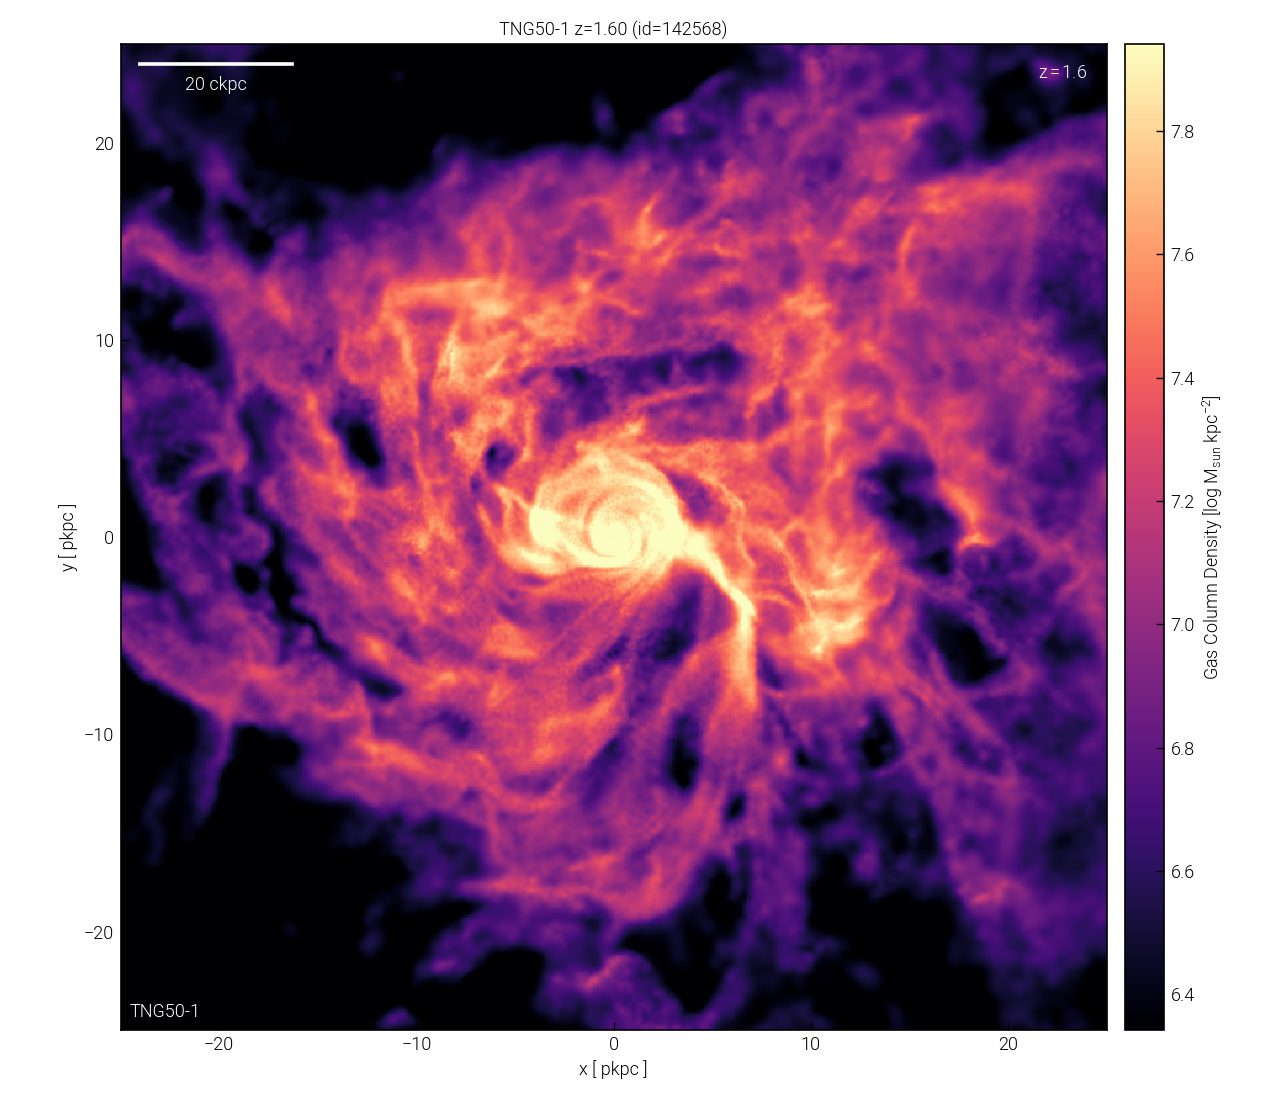 TNG50-1 z=1.60 (id=142568)
20 ckpc
z=1.6
TNG50-1
20
10
0
−10
−20
y [ pkpc ]
−20
−10
0
10
20
x [ pkpc ]
7.8
7.6
7.4
7.2
7.0
6.8
6.6
6.4
Gas Column Density [log M_sun kpc⁻²]